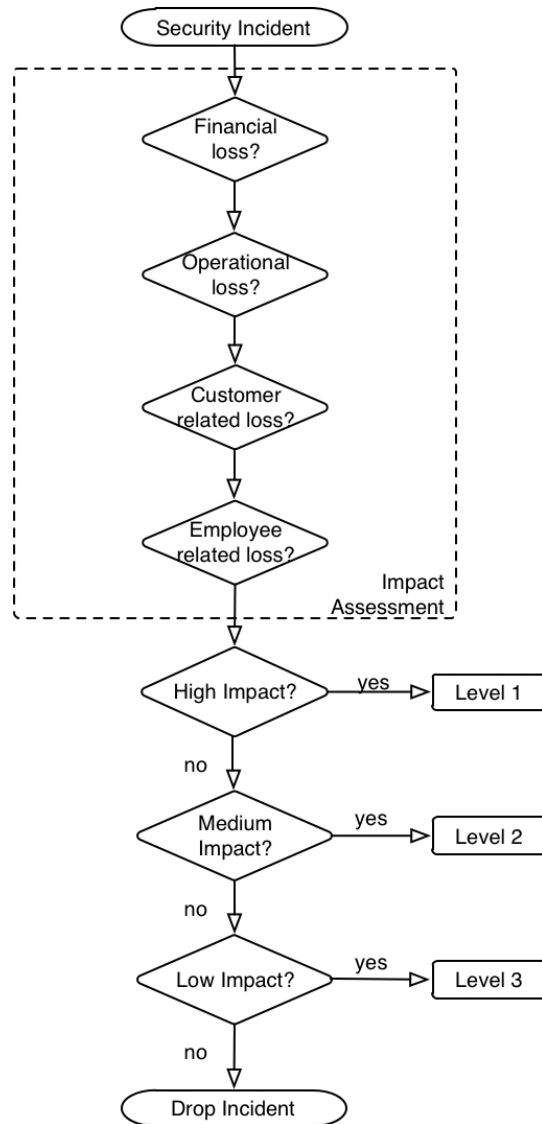 Security Incident
Financial
loss?
Operational
loss?
Customer
related loss?
Employee
related loss?
Impact
Assessment
High Impact?
yes
Level 1
no
Medium
Impact?
yes
Level 2
no
Low Impact?
yes
Level 3
no
Drop Incident